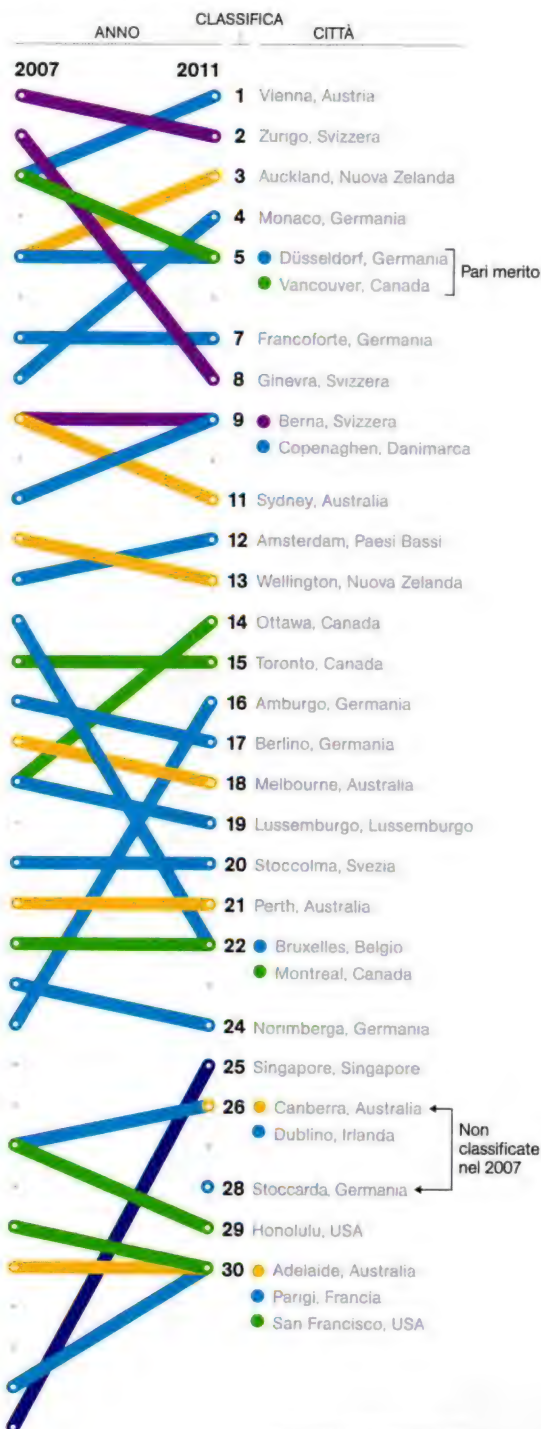 CLASSIFICA
ANNO
CITTÀ
2007
2011
1 Vienna, Austria
2 Zurigo, Svizzera
3 Auckland, Nuova Zelanda
4 Monaco, Germania
5 Düsseldorf, Germania
Vancouver, Canada
Pari merito
7 Francoforte, Germania
8 Ginevra, Svizzera
9 Berna, Svizzera
Copenaghen, Danimarca
11 Sydney, Australia
12 Amsterdam, Paesi Bassi
13 Wellington, Nuova Zelanda
14 Ottawa, Canada
15 Toronto, Canada
16 Amburgo, Germania
17 Berlino, Germania
18 Melbourne, Australia
19 Lussemburgo, Lussemburgo
20 Stoccolma, Svezia
21 Perth, Australia
22 Bruxelles, Belgio
Montreal, Canada
24 Norimberga, Germania
25 Singapore, Singapore
26 Canberra, Australia
Dublino, Irlanda
Non
classificate
nel 2007
28 Stoccarda, Germania
29 Honolulu, USA
30 Adelaide, Australia
Parigi, Francia
San Francisco, USA